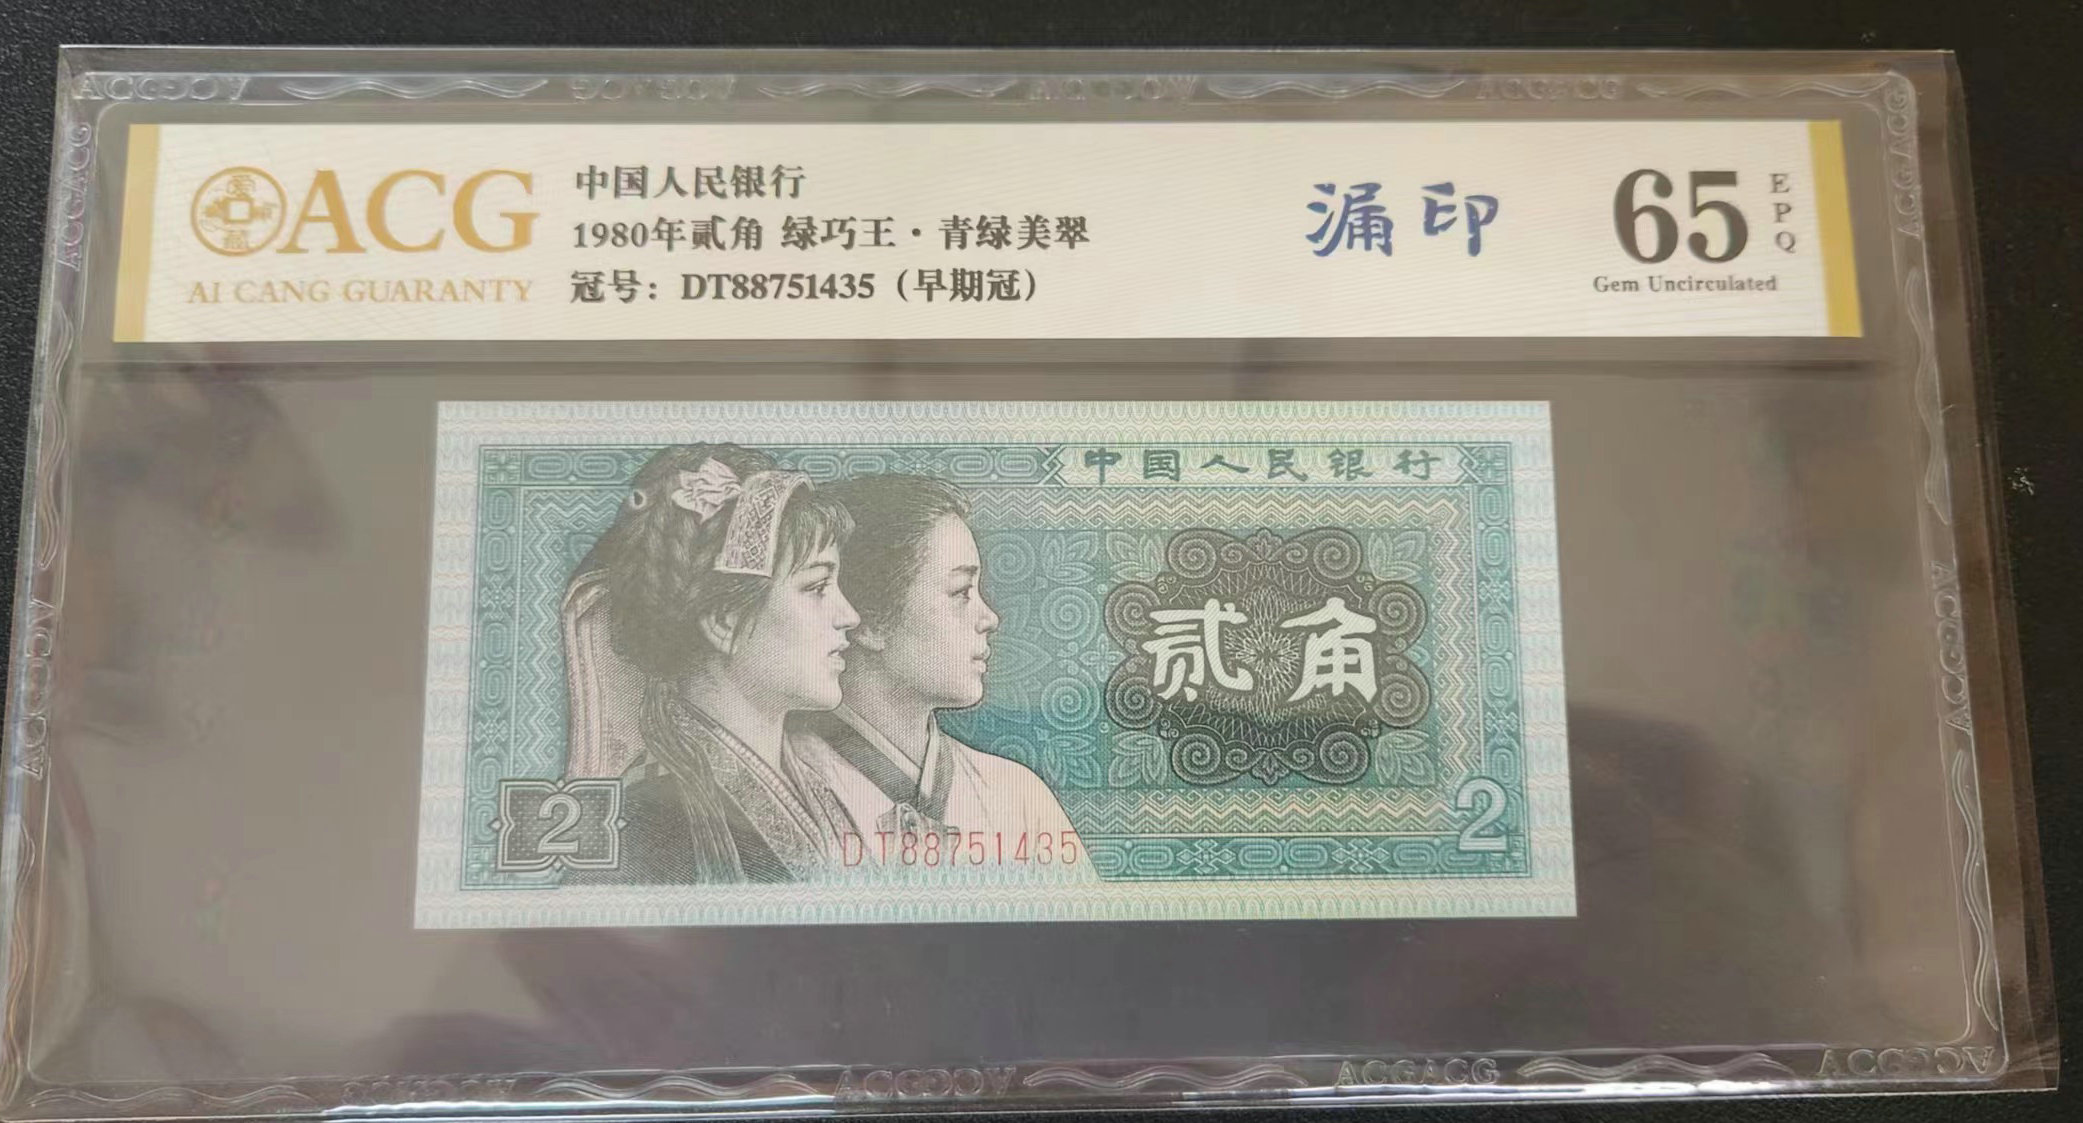 ACG
AI CANG GUARANTY
中国人民银行
1980年贰角 绿巧王·青绿美翠
冠号：DT88751435（早期冠）
漏印
65
EPQ
Gem Uncirculated
中国人民银行
贰角
2
2
DT88751435
ACGACG